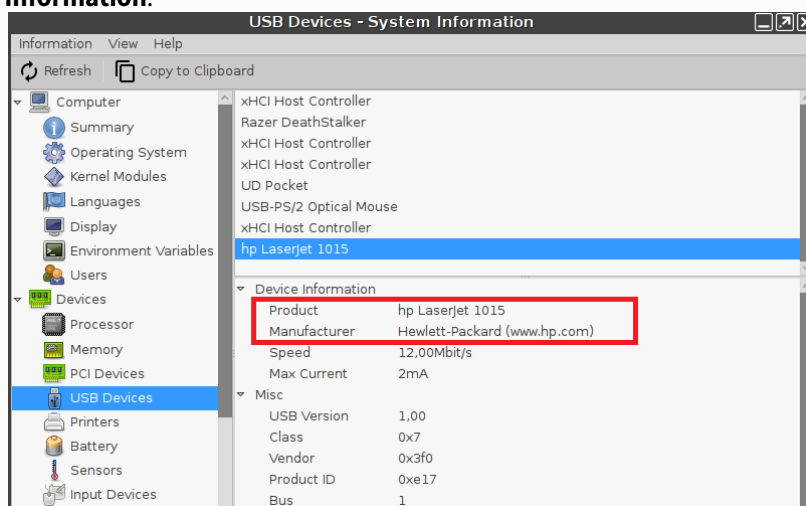 Information.
USB Devices - System Information
Information View Help
Refresh Copy to Clipboard
Computer
Summary
Operating System
Kernel Modules
Languages
Display
Environment Variables
Users
Devices
Processor
Memory
PCI Devices
USB Devices
Printers
Battery
Sensors
Input Devices
xHCI Host Controller
Razer DeathStalker
xHCI Host Controller
xHCI Host Controller
UD Pocket
USB-PS/2 Optical Mouse
xHCI Host Controller
hp LaserJet 1015
Device Information
Product hp LaserJet 1015
Manufacturer Hewlett-Packard (www.hp.com)
Speed 12,00Mbit/s
Max Current 2mA
Misc
USB Version 1,00
Class 0x7
Vendor 0x3f0
Product ID 0xe17
Bus 1